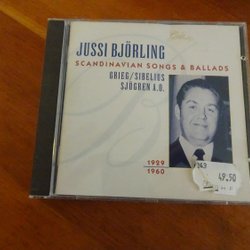 JUSSI BJÖRLING
SCANDINAVIAN SONGS & BALLADS
GRIEG/SIBELIUS
SJÖGREN A.O.
1929
1960
49.50